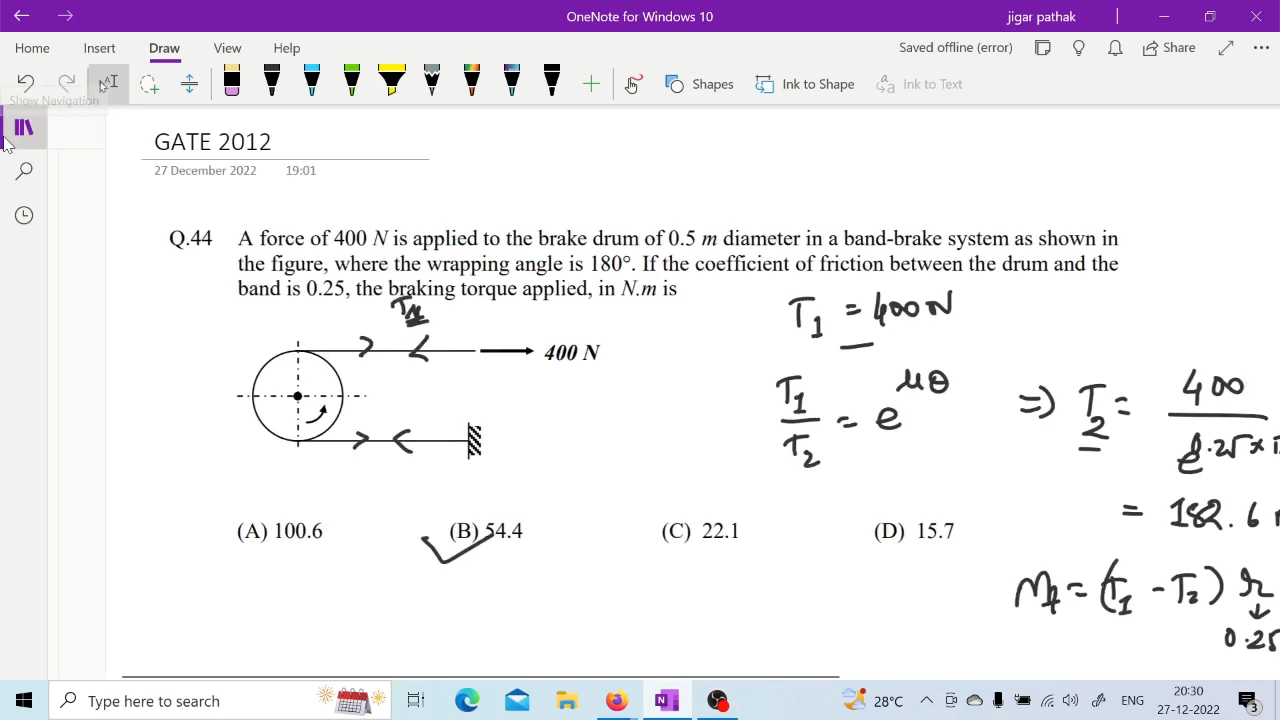 OneNote for Windows 10
jigar pathak
Home Insert Draw View Help
Saved offline (error)
Share
Shapes
Ink to Shape
Ink to Text
Show Navigation
GATE 2012
27 December 2022 19:01
Q.44 A force of 400 N is applied to the brake drum of 0.5 m diameter in a band-brake system as shown in
the figure, where the wrapping angle is 180°. If the coefficient of friction between the drum and the
band is 0.25, the braking torque applied, in N.m is
T1 = 400 N
400 N
T1/T2 = e^μθ
=> T2 = 400
= 182.6
(A) 100.6 (B) 54.4 (C) 22.1 (D) 15.7
Mt = (T1 - T2) r
0.25
Type here to search
28°C
ENG
20:30
27-12-2022
3